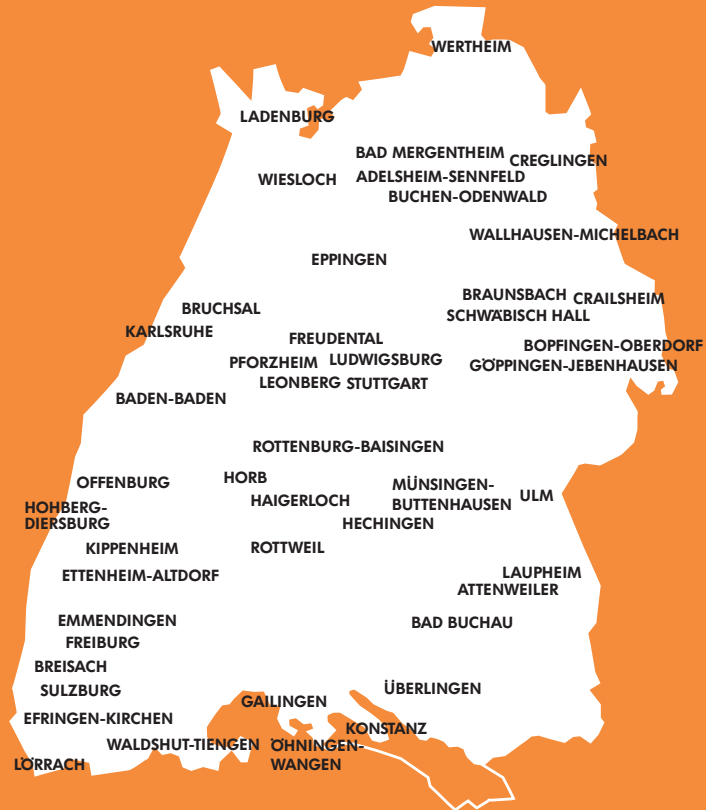 WERTHEIM
LADENBURG
BAD MERGENTHEIM
CREGLINGEN
WIESLOCH
ADELSHEIM-SENNFELD
BUCHEN-ODENWALD
WALLHAUSEN-MICHELBACH
EPPINGEN
BRAUNSBACH
CRAILSHEIM
BRUCHSAL
SCHWÄBISCH HALL
KARLSRUHE
FREUDENTAL
BOPFINGEN-OBERDORF
PFORZHEIM
LUDWIGSBURG
GÖPPINGEN-JEBENHAUSEN
LEONBERG
STUTTGART
BADEN-BADEN
ROTTENBURG-BAISINGEN
OFFENBURG
HORB
MÜNSINGEN-
BUTTENHAUSEN
ULM
HAIGERLOCH
HOHBERG-
DIERSBURG
HECHINGEN
KIPPENHEIM
ROTTWEIL
ETTENHEIM-ALTDORF
LAUPHEIM
ATTENWEILER
EMMENDINGEN
BAD BUCHAU
FREIBURG
BREISACH
SULZBURG
ÜBERLINGEN
GAILINGEN
EFRINGEN-KIRCHEN
KONSTANZ
WALDSHUT-TIENGEN
ÖHNINGEN-
WANGEN
LÖRRACH